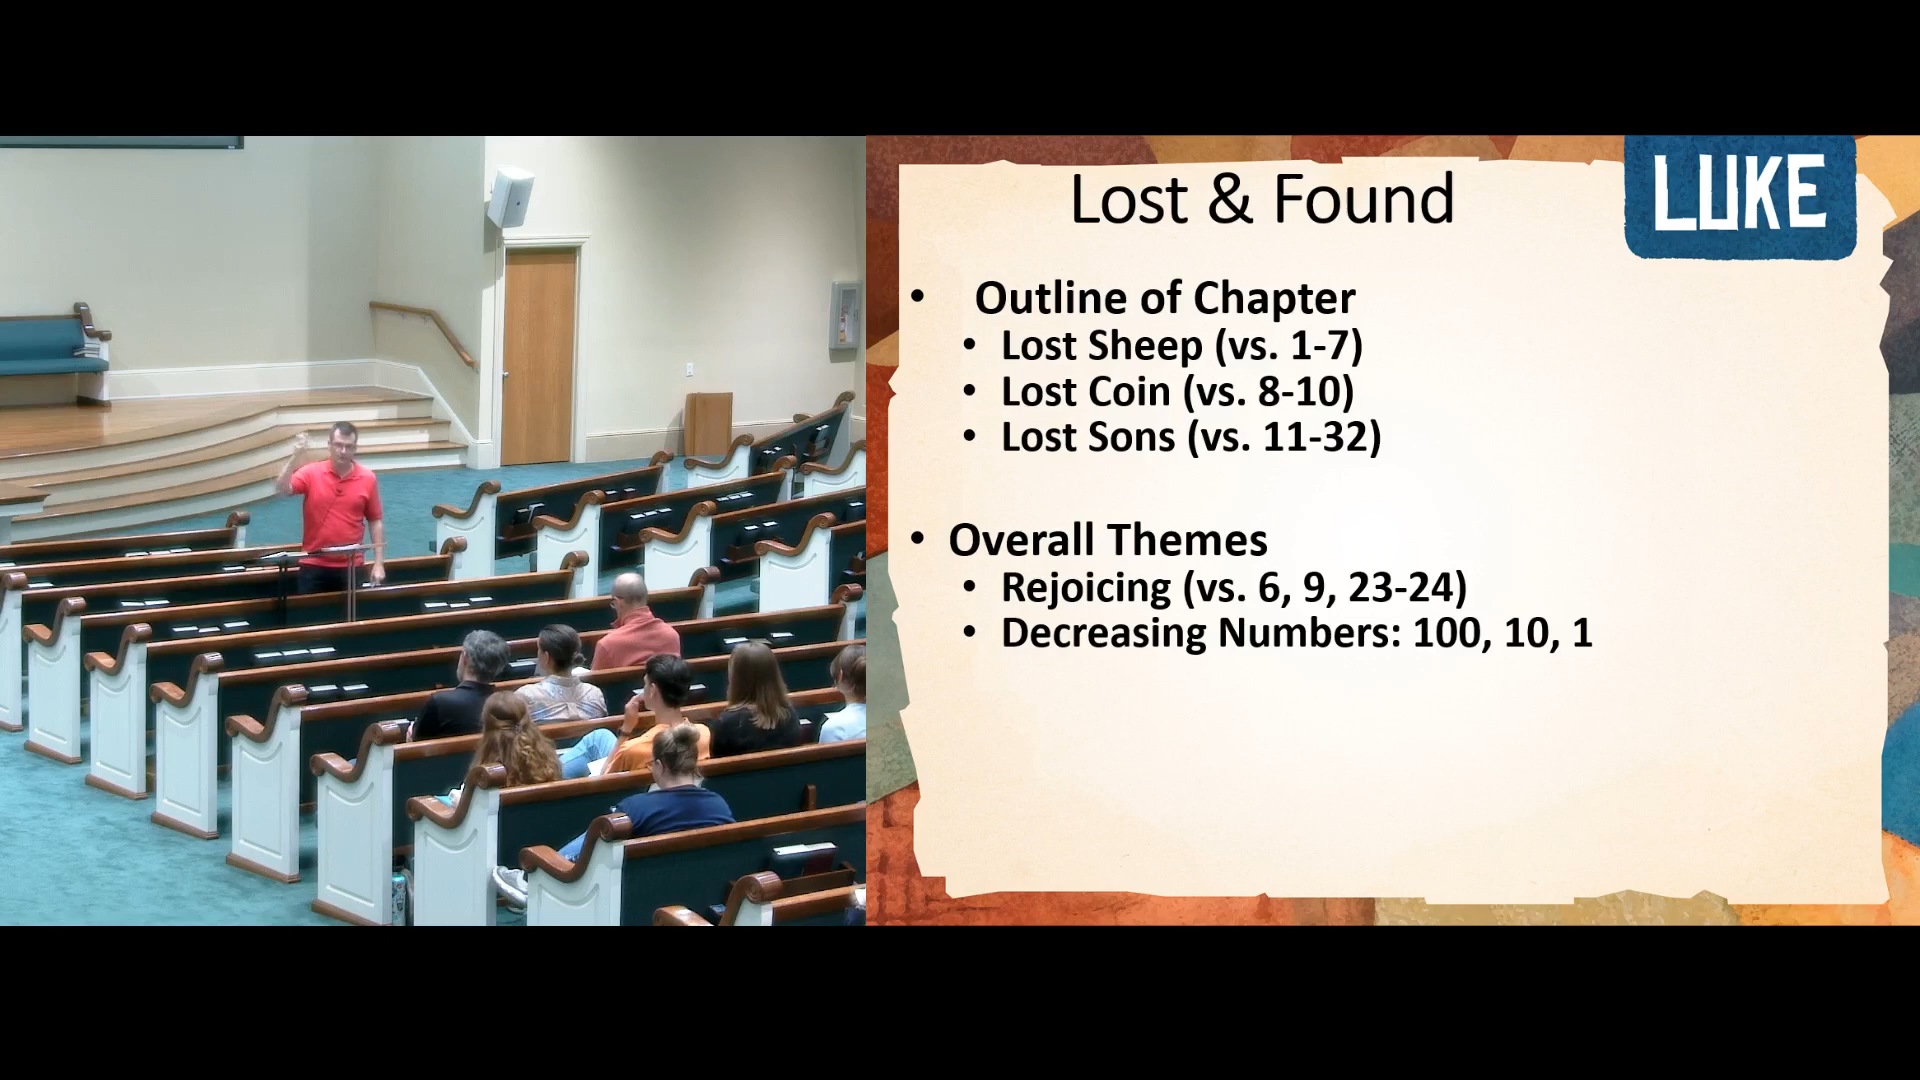 LUKE
Lost & Found
• Outline of Chapter
• Lost Sheep (vs. 1-7)
• Lost Coin (vs. 8-10)
• Lost Sons (vs. 11-32)
• Overall Themes
• Rejoicing (vs. 6, 9, 23-24)
• Decreasing Numbers: 100, 10, 1